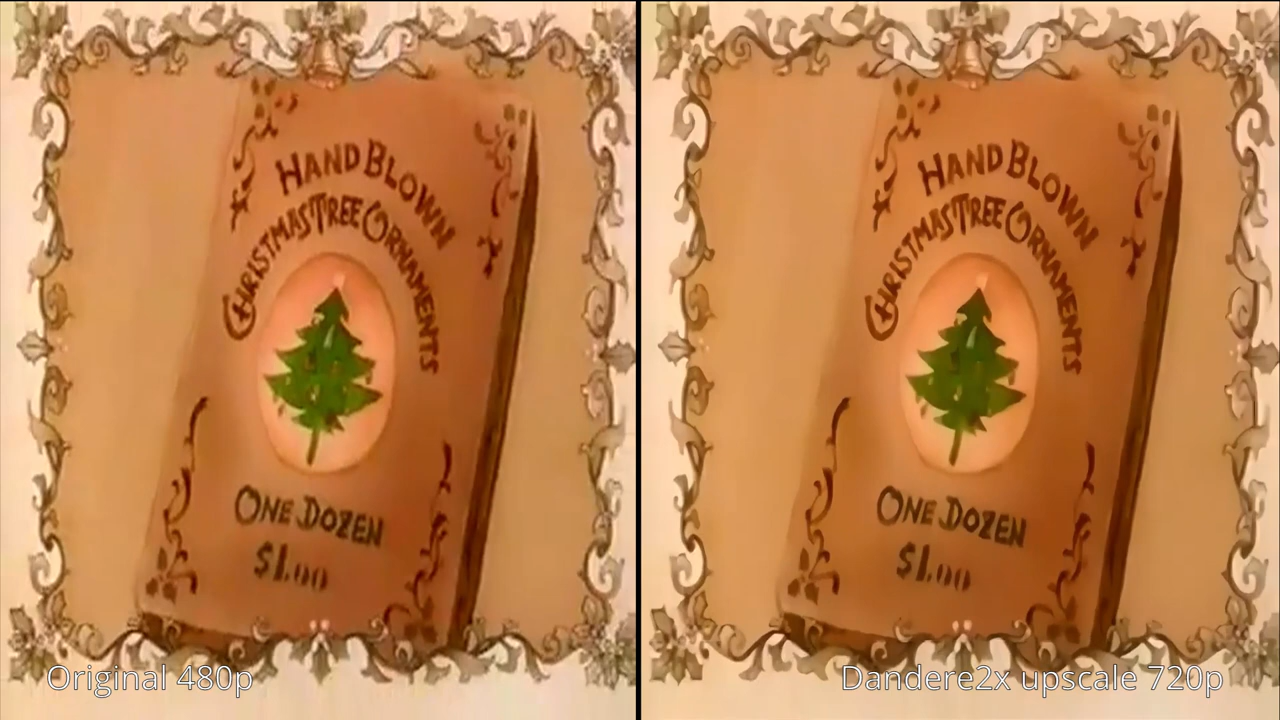 HAND BLOWN
CHRISTMAS TREE ORNAMENTS
ONE DOZEN
$1.00
Original 480p
HAND BLOWN
CHRISTMAS TREE ORNAMENTS
ONE DOZEN
$1.00
Dandere2x upscale 720p